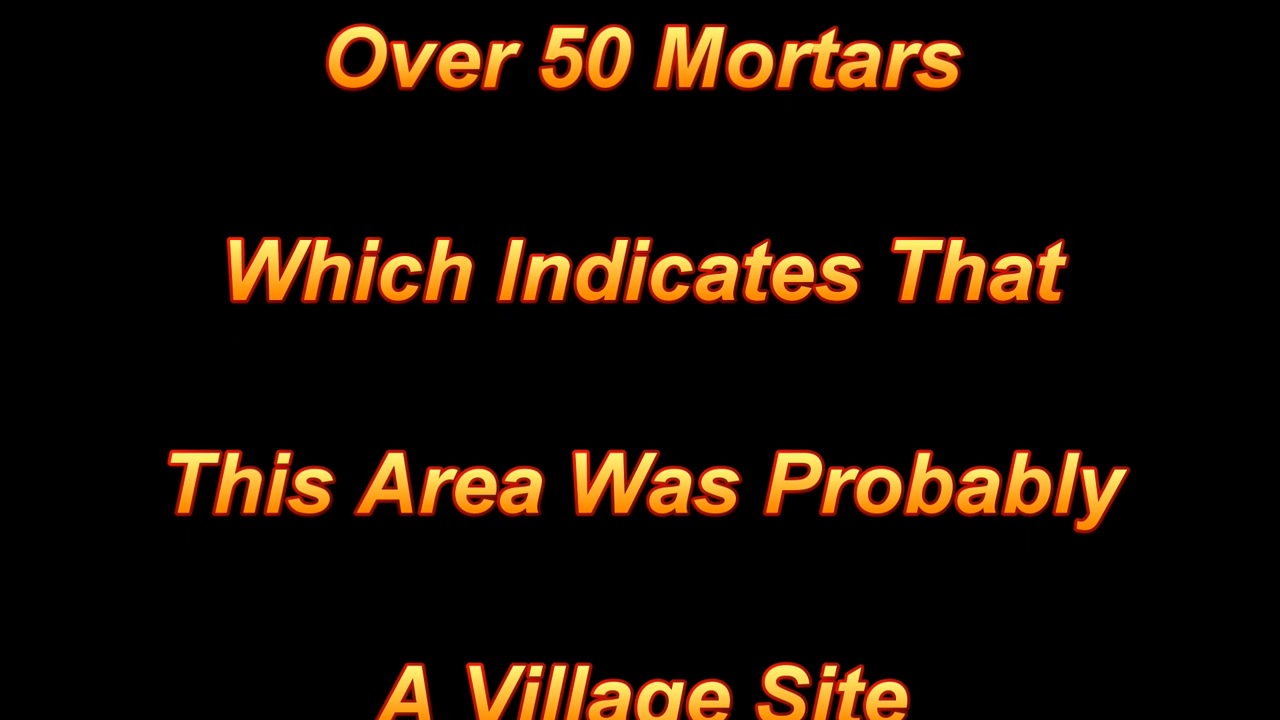 Over 50 Mortars
Which Indicates That
This Area Was Probably
A Village Site